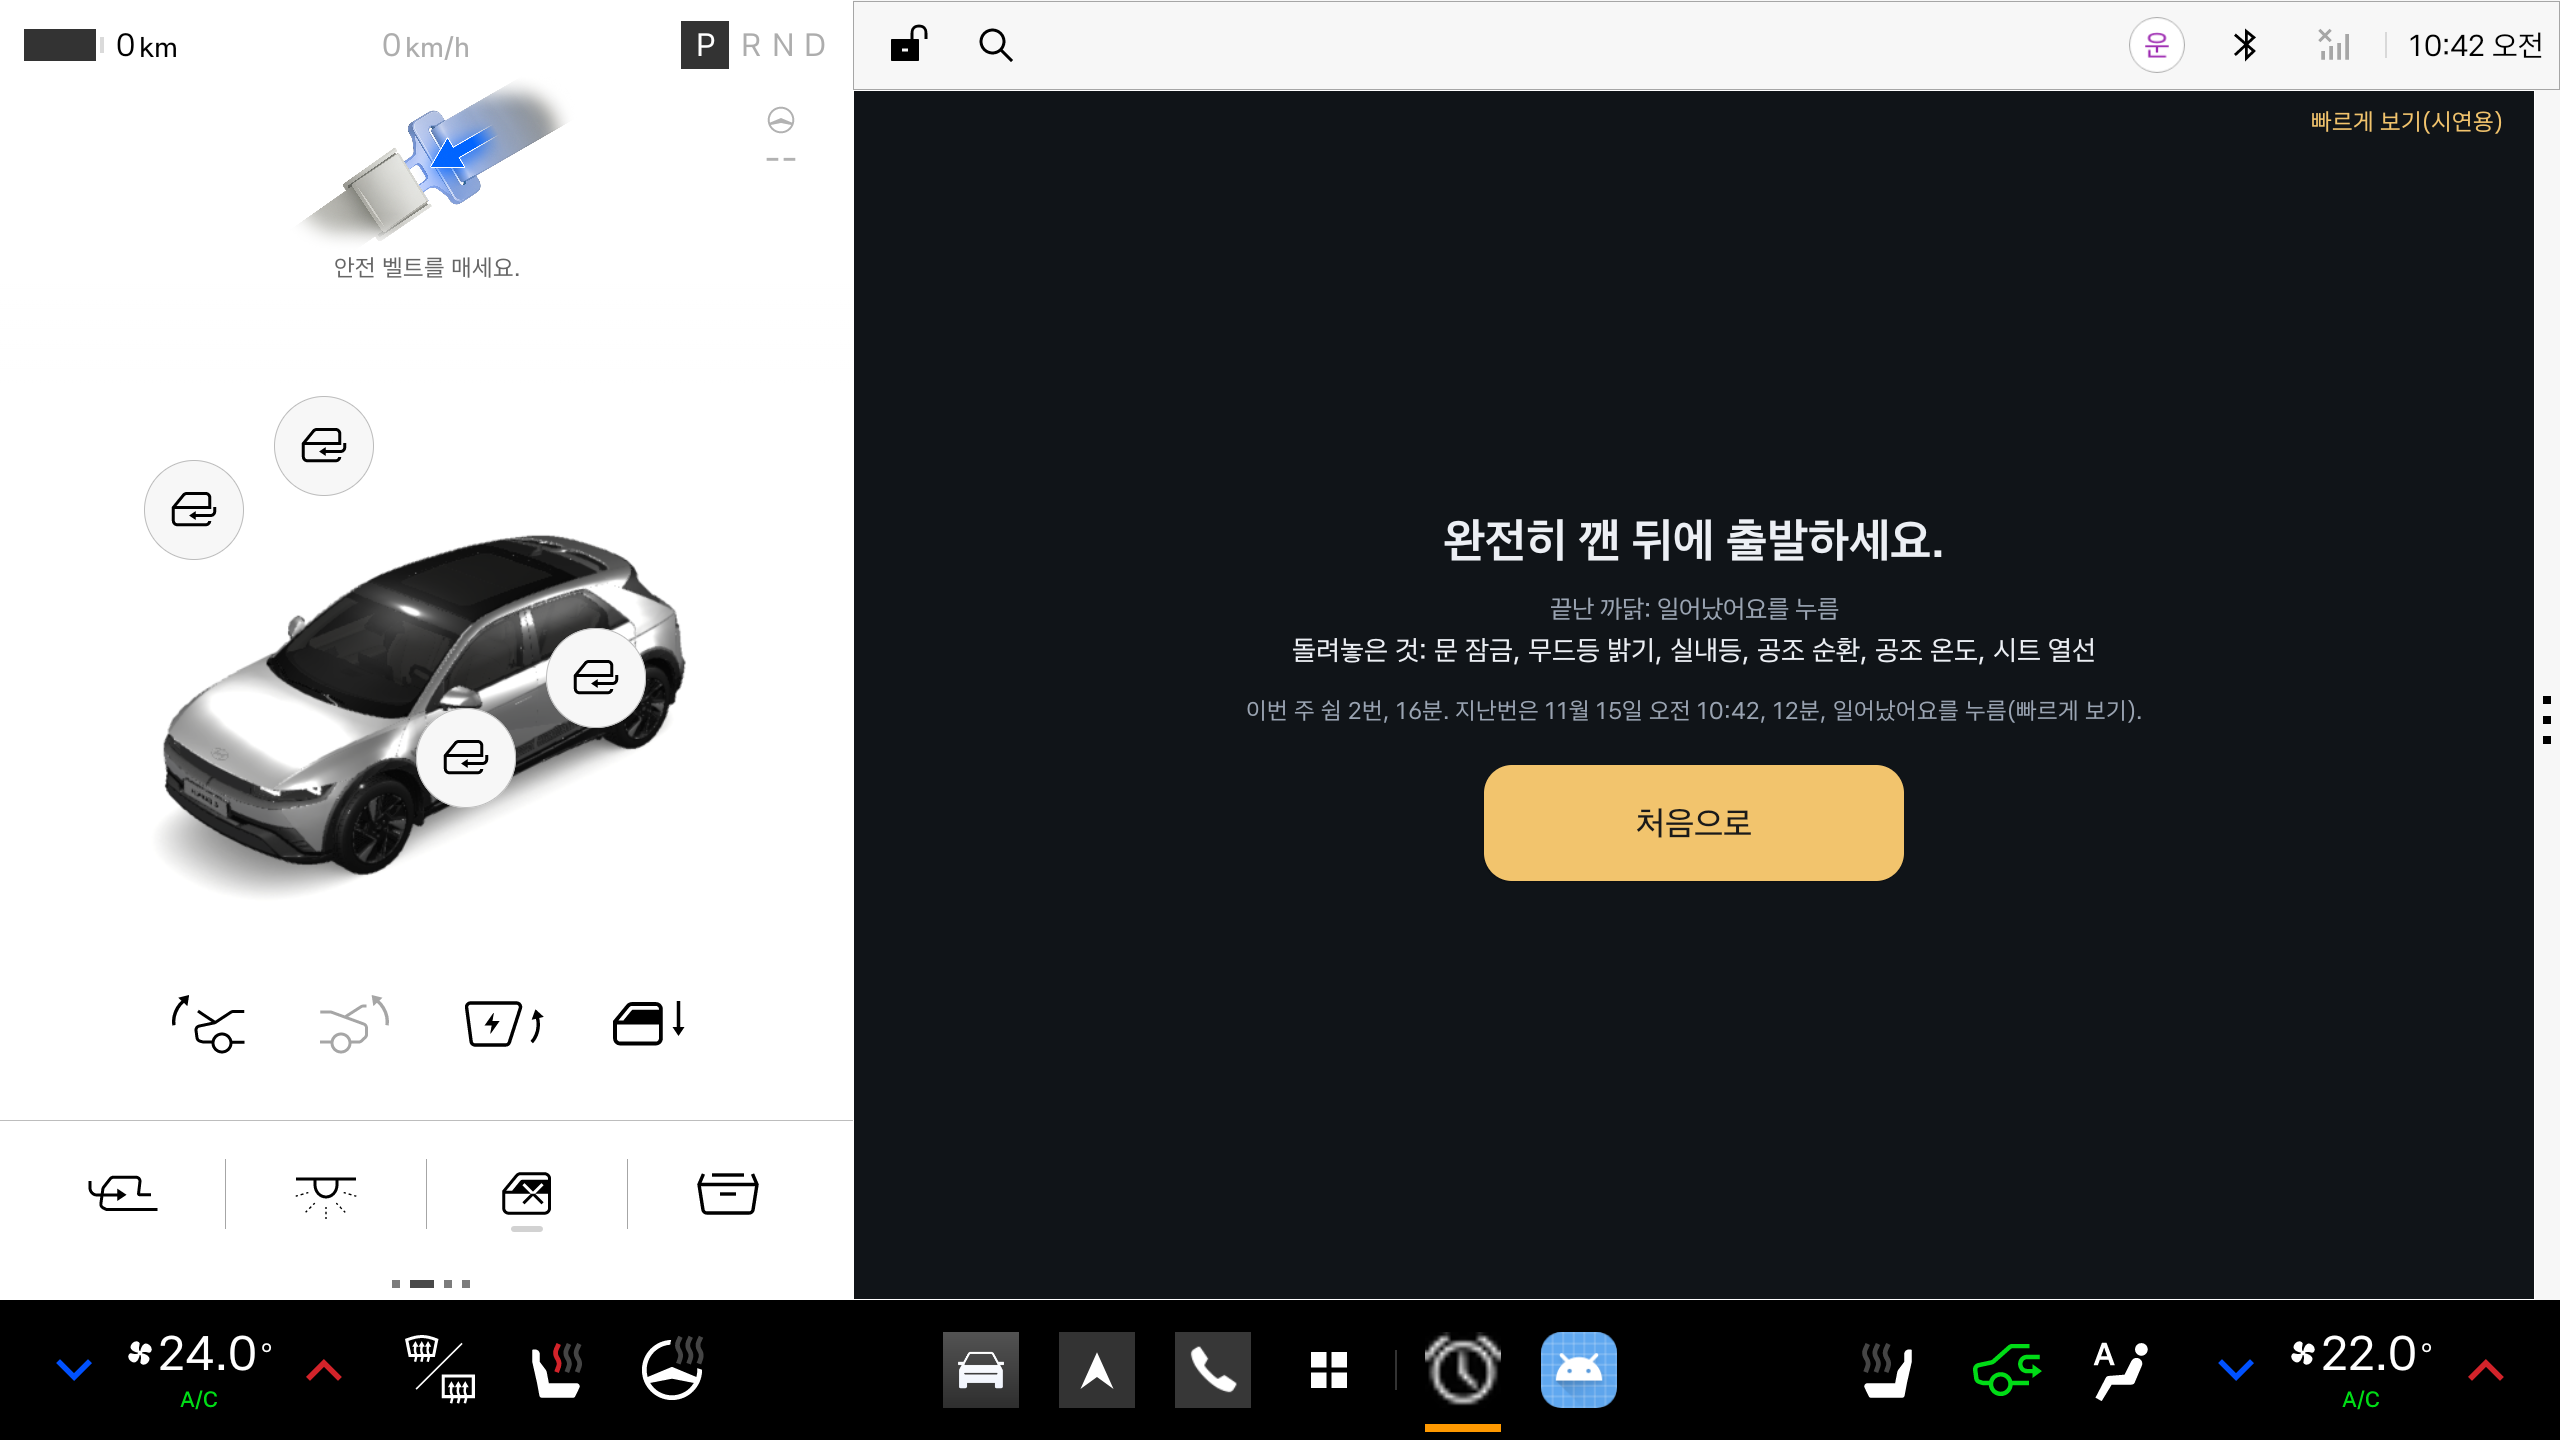 0 km
0 km/h
P R N D
10:42 오전
운
빠르게 보기(시연용)
-- 
안전 벨트를 매세요.
완전히 깬 뒤에 출발하세요.
끝난 까닭: 일어났어요를 누름
돌려놓은 것: 문 잠금, 무드등 밝기, 실내등, 공조 순환, 공조 온도, 시트 열선
이번 주 쉼 2번, 16분. 지난번은 11월 15일 오전 10:42, 12분, 일어났어요를 누름(빠르게 보기).
처음으로
24.0°
A/C
A
22.0°
A/C